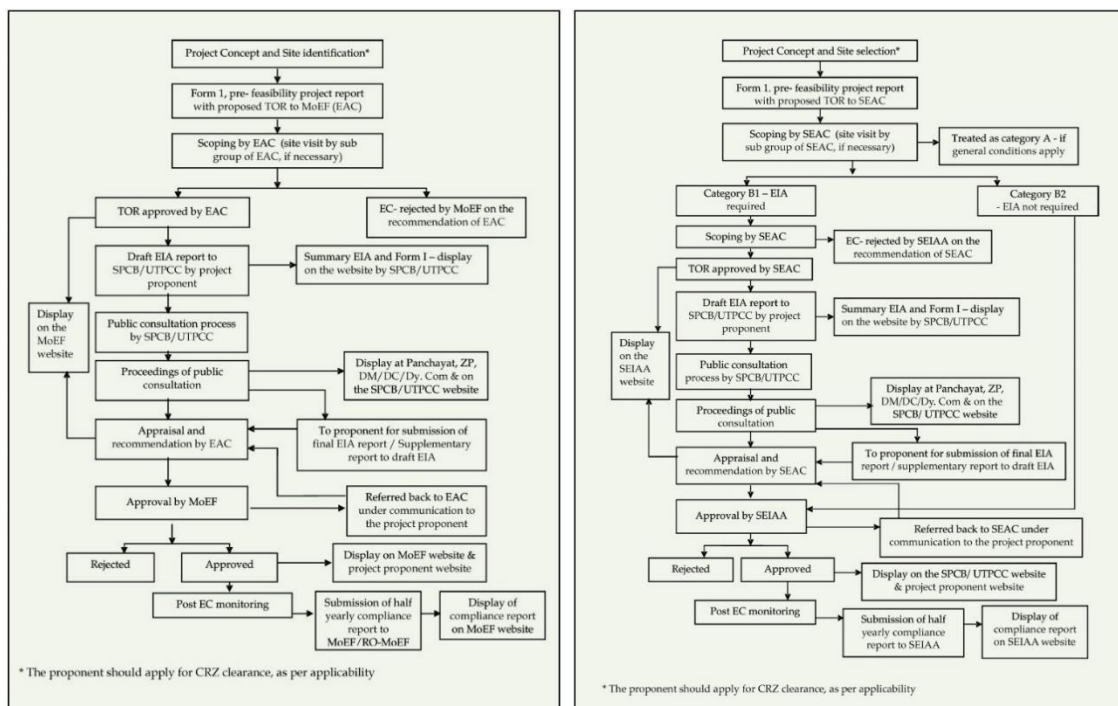 Project Concept and Site identification*
Form 1, pre- feasibility project report
with proposed TOR to MoEF (EAC)
Scoping by EAC (site visit by sub
group of EAC, if necessary)
TOR approved by EAC
EC- rejected by MoEF on the
recommendation of EAC
Draft EIA report to
SPCB/UTPCC by project
proponent
Summary EIA and Form I – display
on the website by SPCB/UTPCC
Display
on the
MoEF
website
Public consultation process
by SPCB/UTPCC
Proceedings of public
consultation
Display at Panchayat, ZP,
DM/DC/Dy. Com & on
the SPCB/UTPCC website
Appraisal and
recommendation by EAC
To proponent for submission of
final EIA report / Supplementary
report to draft EIA
Approval by MoEF
Referred back to EAC
under communication to
the project proponent
Rejected
Approved
Display on MoEF website &
project proponent website
Post EC monitoring
Submission of half
yearly compliance
report to
MoEF/RO-MoEF
Display of
compliance report
on MoEF website
* The proponent should apply for CRZ clearance, as per applicability
Project Concept and Site selection*
Form 1. pre- feasibility project report
with proposed TOR to SEAC
Scoping by SEAC (site visit by
sub group of SEAC, if necessary)
Treated as category A - if
general conditions apply
Category B1 – EIA
required
Category B2
- EIA not required
Scoping by SEAC
EC- rejected by SEIAA on the
recommendation of SEAC
TOR approved by SEAC
Draft EIA report to
SPCB/UTPCC by project
proponent
Summary EIA and Form I – display
on the website by SPCB/UTPCC
Display
on the
SEIAA
website
Public consultation
process by SPCB/UTPCC
Proceedings of public
consultation
Display at Panchayat, ZP,
DM/DC/Dy. Com & on the
SPCB/ UTPCC website
Appraisal and
recommendation by SEAC
To proponent for submission of final EIA
report / supplementary report to draft EIA
Approval by SEIAA
Referred back to SEAC under
communication to the project proponent
Rejected
Approved
Display on the SPCB/ UTPCC website
& project proponent website
Post EC monitoring
Submission of half
yearly compliance
report to SEIAA
Display of
compliance report
on SEIAA website
* The proponent should apply for CRZ clearance, as per applicability